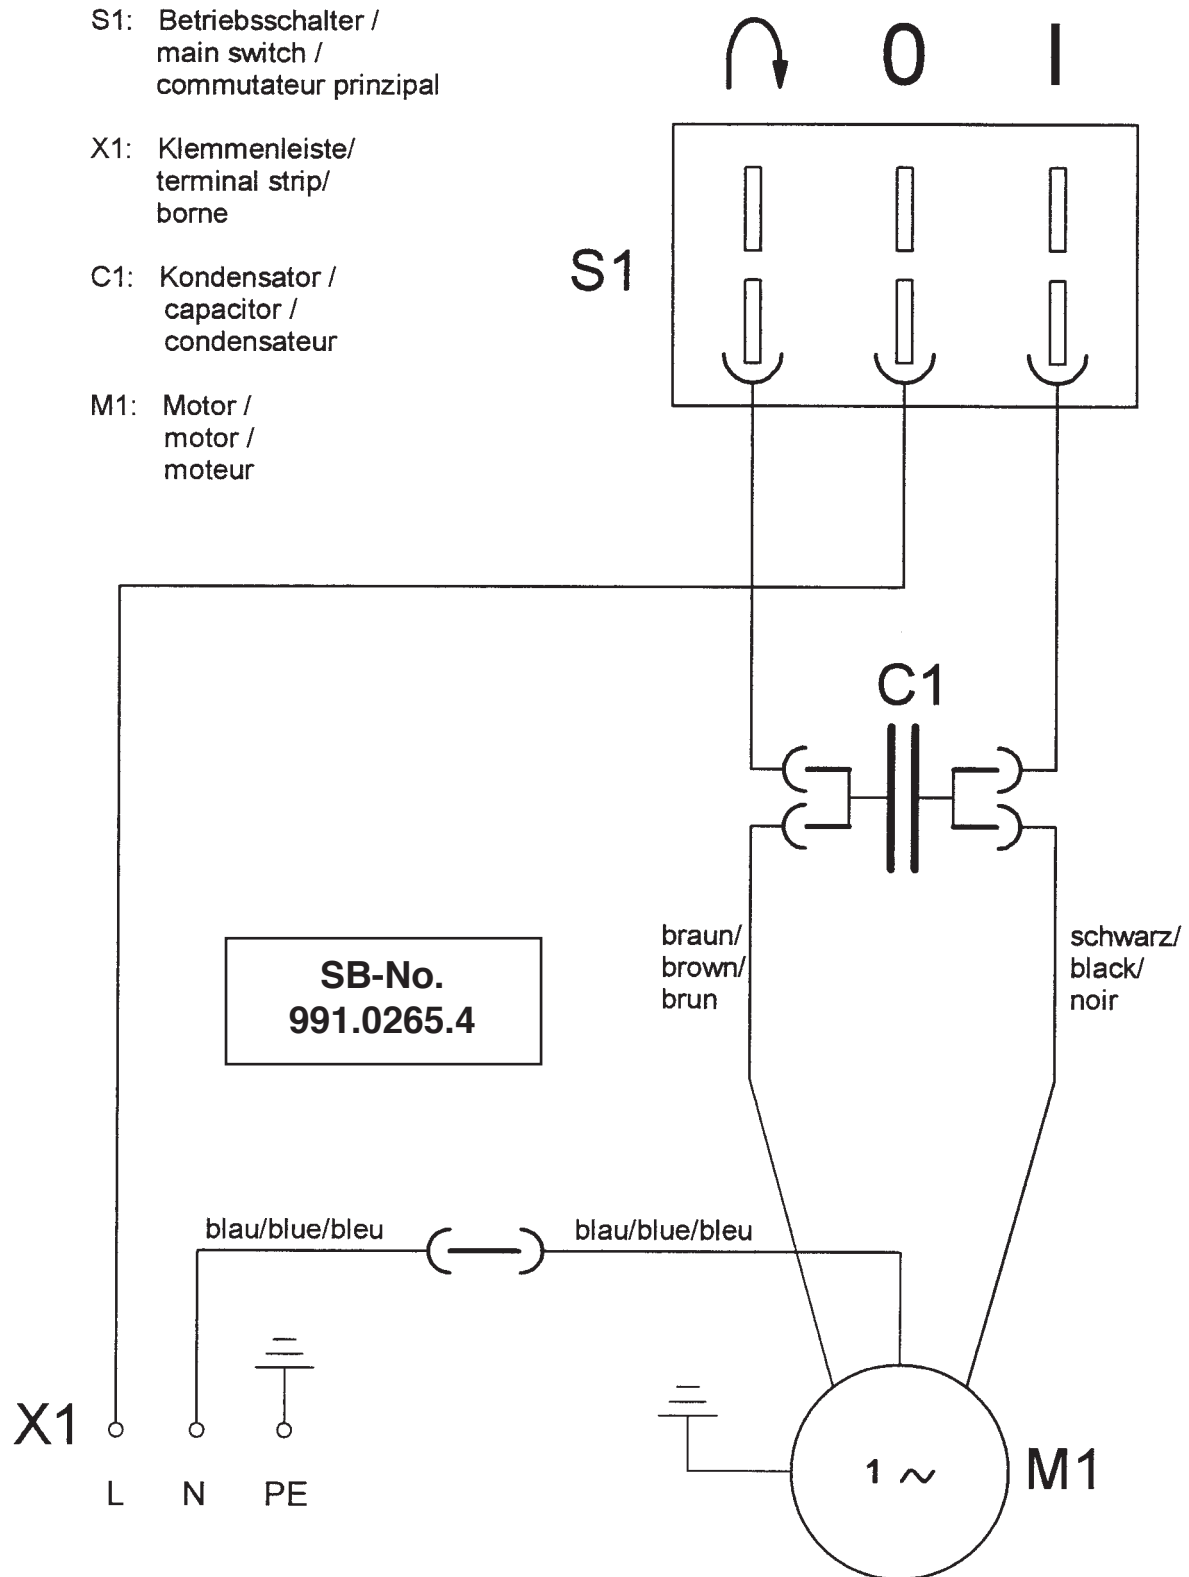 S1: Betriebsschalter /
main switch /
commutateur prinzipal
X1: Klemmenleiste/
terminal strip/
borne
C1: Kondensator /
capacitor /
condensateur
M1: Motor /
motor /
moteur
0 I
S1
C1
braun/
brown/
brun
schwarz/
black/
noir
SB-No.
991.0265.4
blau/blue/bleu
blau/blue/bleu
X1
L N PE
1 ~
M1